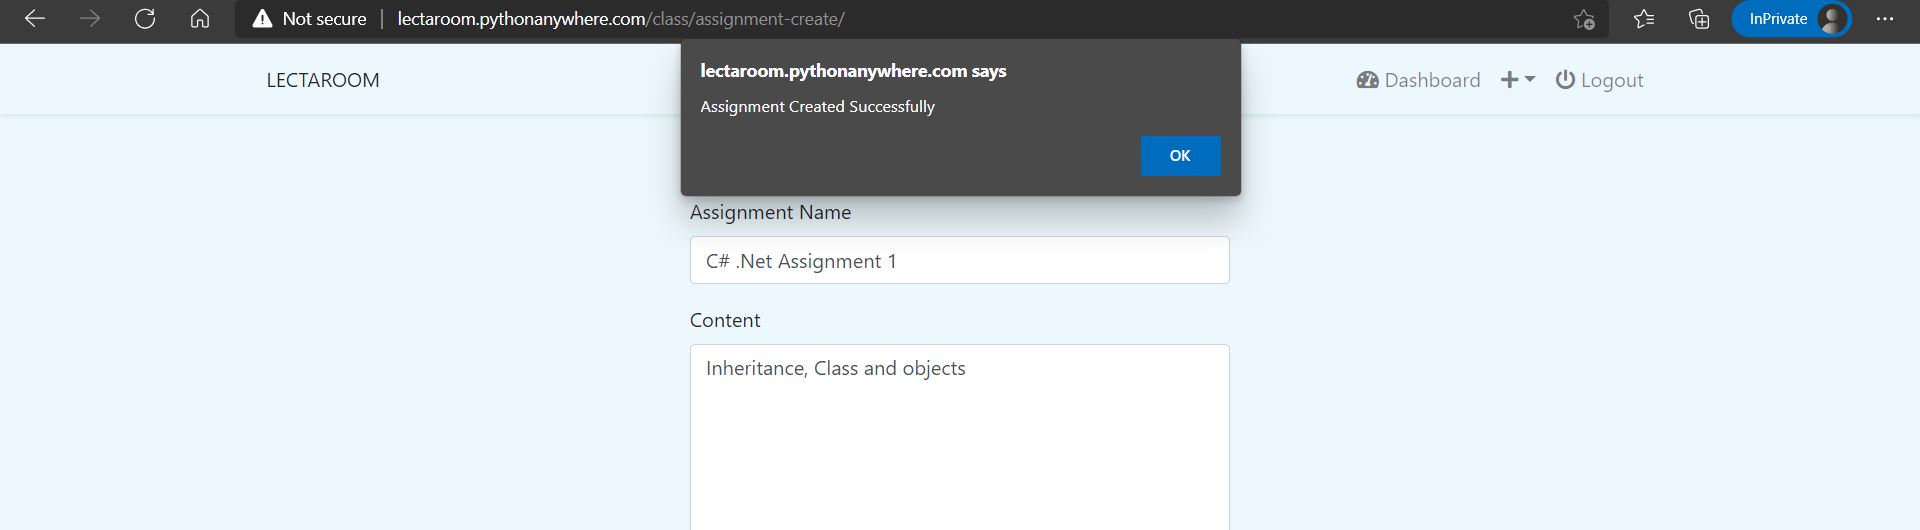 Not secure | lectaroom.pythonanywhere.com/class/assignment-create/ InPrivate
lectaroom.pythonanywhere.com says
Assignment Created Successfully
OK
LECTAROOM Dashboard Logout
Assignment Name
C# .Net Assignment 1
Content
Inheritance, Class and objects